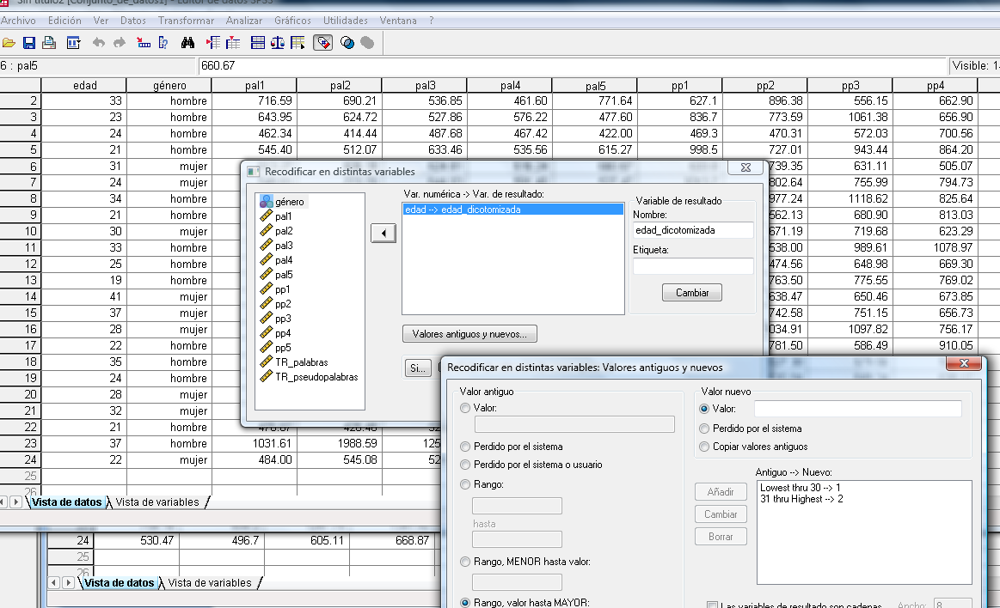 Sin título2 [Conjunto_de_datos1] - Editor de datos SPSS
Archivo Edición Ver Datos Transformar Analizar Gráficos Utilidades Ventana ?
6 : pal5 660.67 Visible: 1-
edad género pal1 pal2 pal3 pal4 pal5 pp1 pp2 pp3 pp4
2 33 hombre 716.59 690.21 536.85 461.60 771.64 627.1 896.38 556.15 662.90
3 23 hombre 643.95 624.72 527.86 576.22 477.60 836.7 773.59 1061.38 656.90
4 24 hombre 462.34 414.44 487.68 467.42 422.00 469.3 470.31 572.03 700.56
5 21 hombre 545.40 512.07 633.46 535.56 615.27 998.5 727.01 943.44 864.20
6 31 mujer 739.35 631.11 505.07
7 24 mujer 802.64 755.99 794.73
8 34 hombre 977.24 1118.62 825.64
9 21 hombre 562.13 680.90 813.03
10 30 mujer 671.19 719.68 623.29
11 33 hombre 538.00 989.61 1078.97
12 25 hombre 474.56 648.98 669.30
13 19 hombre 763.50 775.55 769.02
14 41 mujer 638.47 650.46 673.85
15 37 mujer 742.58 751.15 656.73
16 28 mujer 034.91 1097.82 756.17
17 22 hombre 781.50 586.49 910.05
18 35 hombre
19 24 hombre
20 28 mujer
21 32 mujer
22 21 hombre
23 37 hombre 1031.61 1988.59 125
24 22 mujer 484.00 545.08 52
25
26
Vista de datos Vista de variables
24 530.47 496.7 605.11 668.87
25
26
Vista de datos Vista de variables
Recodificar en distintas variables
género
pal1
pal2
pal3
pal4
pal5
pp1
pp2
pp3
pp4
pp5
TR_palabras
TR_pseudopalabras
Var. numérica -> Var. de resultado:
edad --> edad_dicotomizada
Variable de resultado
Nombre:
edad_dicotomizada
Etiqueta:
Cambiar
Valores antiguos y nuevos...
Si...
Recodificar en distintas variables: Valores antiguos y nuevos
Valor antiguo
Valor:
Perdido por el sistema
Perdido por el sistema o usuario
Rango:
hasta
Rango, MENOR hasta valor:
Rango, valor hasta MAYOR:
Valor nuevo
Valor:
Perdido por el sistema
Copiar valores antiguos
Antiguo --> Nuevo:
Añadir
Cambiar
Borrar
Lowest thru 30 --> 1
31 thru Highest --> 2
Las variables de resultado son cadenas Ancho: 8